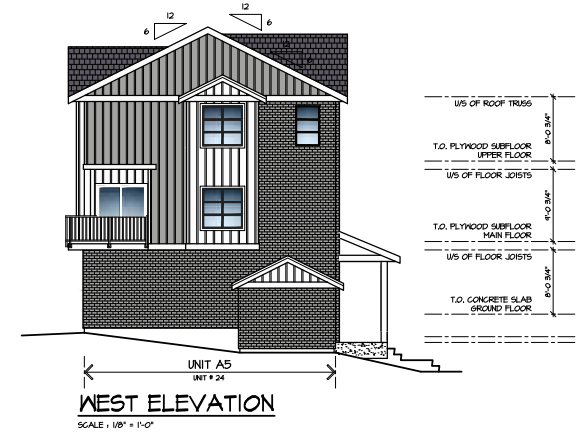 12
6
12
6
12
6
U/S OF ROOF TRUSS
8'-0 3/4"
T.O. PLYWOOD SUBFLOOR
UPPER FLOOR
U/S OF FLOOR JOISTS
9'-0 3/4"
T.O. PLYWOOD SUBFLOOR
MAIN FLOOR
U/S OF FLOOR JOISTS
8'-0 3/4"
T.O. CONCRETE SLAB
GROUND FLOOR
UNIT A5
UNIT # 24
WEST ELEVATION
SCALE : 1/8" = 1'-0"